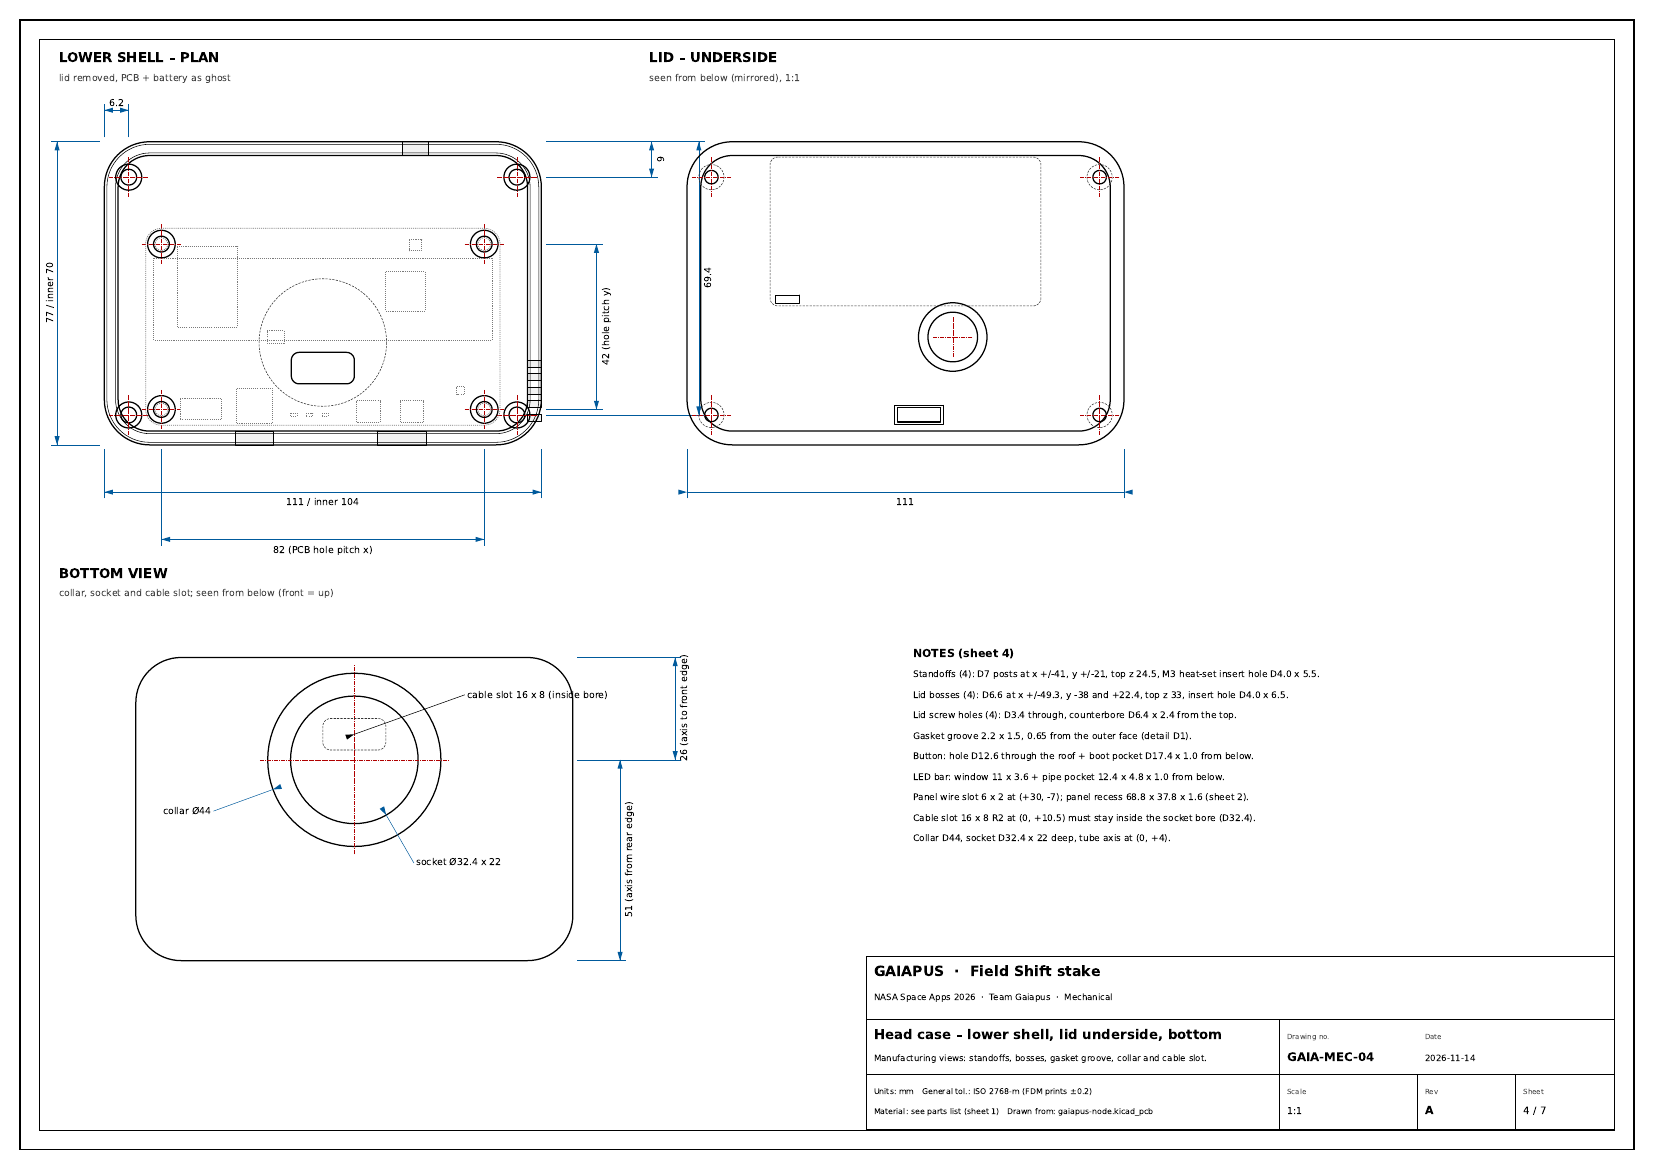 LOWER SHELL – PLAN
lid removed, PCB + battery as ghost
LID – UNDERSIDE
seen from below (mirrored), 1:1
6.2
9
77 / inner 70
69.4
42 (hole pitch y)
111 / inner 104
111
82 (PCB hole pitch x)
BOTTOM VIEW
collar, socket and cable slot; seen from below (front = up)
cable slot 16 x 8 (inside bore)
26 (axis to front edge)
collar Ø44
51 (axis from rear edge)
socket Ø32.4 x 22
NOTES (sheet 4)
Standoffs (4): D7 posts at x +/-41, y +/-21, top z 24.5, M3 heat-set insert hole D4.0 x 5.5.
Lid bosses (4): D6.6 at x +/-49.3, y -38 and +22.4, top z 33, insert hole D4.0 x 6.5.
Lid screw holes (4): D3.4 through, counterbore D6.4 x 2.4 from the top.
Gasket groove 2.2 x 1.5, 0.65 from the outer face (detail D1).
Button: hole D12.6 through the roof + boot pocket D17.4 x 1.0 from below.
LED bar: window 11 x 3.6 + pipe pocket 12.4 x 4.8 x 1.0 from below.
Panel wire slot 6 x 2 at (+30, -7); panel recess 68.8 x 37.8 x 1.6 (sheet 2).
Cable slot 16 x 8 R2 at (0, +10.5) must stay inside the socket bore (D32.4).
Collar D44, socket D32.4 x 22 deep, tube axis at (0, +4).
GAIAPUS · Field Shift stake
NASA Space Apps 2026 · Team Gaiapus · Mechanical
Head case – lower shell, lid underside, bottom
Manufacturing views: standoffs, bosses, gasket groove, collar and cable slot.
Drawing no.
GAIA-MEC-04
Date
2026-11-14
Units: mm General tol.: ISO 2768-m (FDM prints ±0.2)
Material: see parts list (sheet 1) Drawn from: gaiapus-node.kicad_pcb
Scale
1:1
Rev
A
Sheet
4 / 7